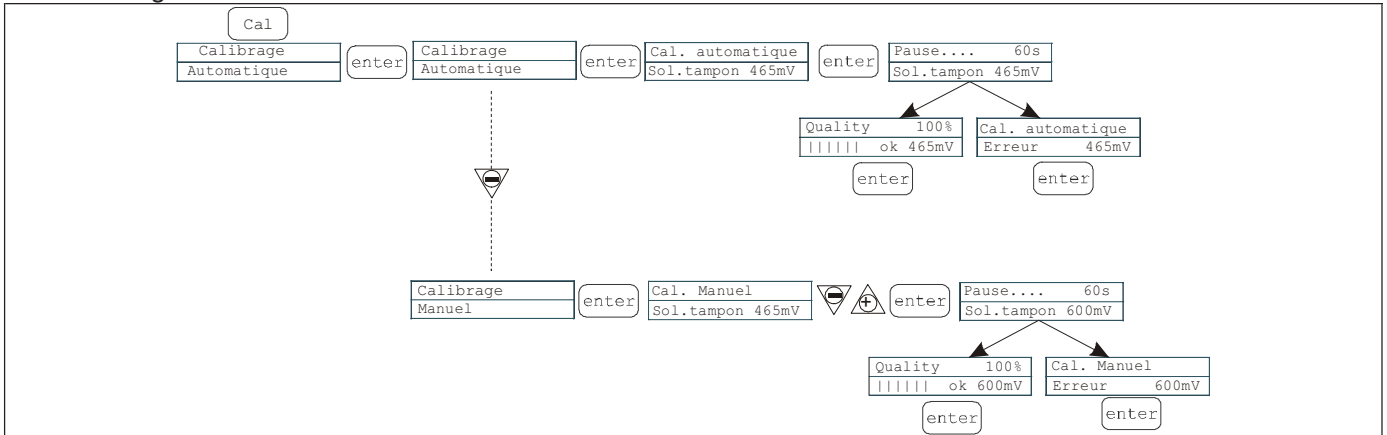 Cal
Calibrage
Automatique
enter
Calibrage
Automatique
enter
Cal. automatique
Sol.tampon 465mV
enter
Pause.... 60s
Sol.tampon 465mV
Quality 100%
|||||| ok 465mV
enter
Cal. automatique
Erreur 465mV
enter
Calibrage
Manuel
enter
Cal. Manuel
Sol.tampon 465mV
enter
Pause.... 60s
Sol.tampon 600mV
Quality 100%
|||||| ok 600mV
enter
Cal. Manuel
Erreur 600mV
enter